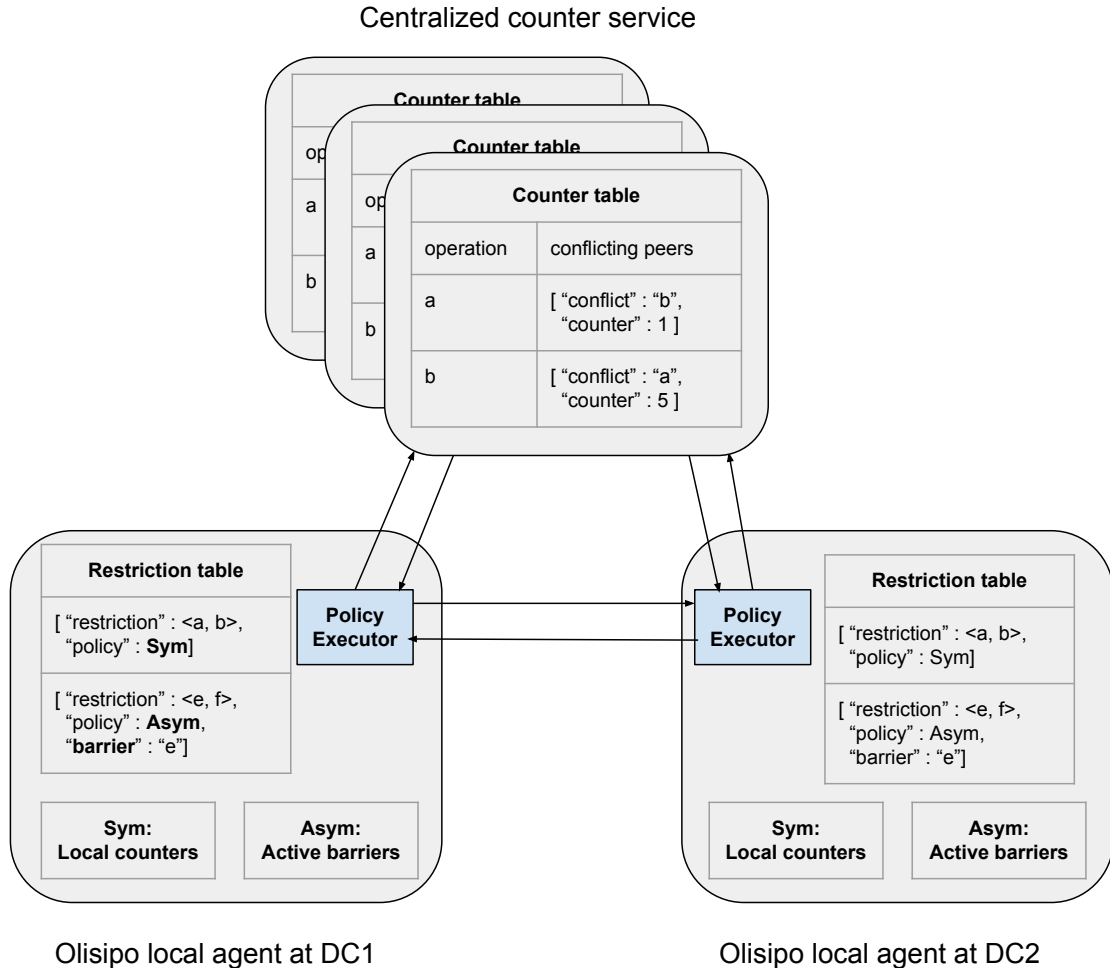 Centralized counter service
Counter table
op
a
b
Counter table
op
a
b
Counter table
operation conflicting peers
a [ “conflict” : “b”,
“counter” : 1 ]
b [ “conflict” : “a”,
“counter” : 5 ]
Restriction table
[ “restriction” : <a, b>,
“policy” : Sym]
[ “restriction” : <e, f>,
“policy” : Asym,
“barrier” : “e”]
Policy
Executor
Sym:
Local counters
Asym:
Active barriers
Olisipo local agent at DC1
Policy
Executor
Restriction table
[ “restriction” : <a, b>,
“policy” : Sym]
[ “restriction” : <e, f>,
“policy” : Asym,
“barrier” : “e”]
Sym:
Local counters
Asym:
Active barriers
Olisipo local agent at DC2